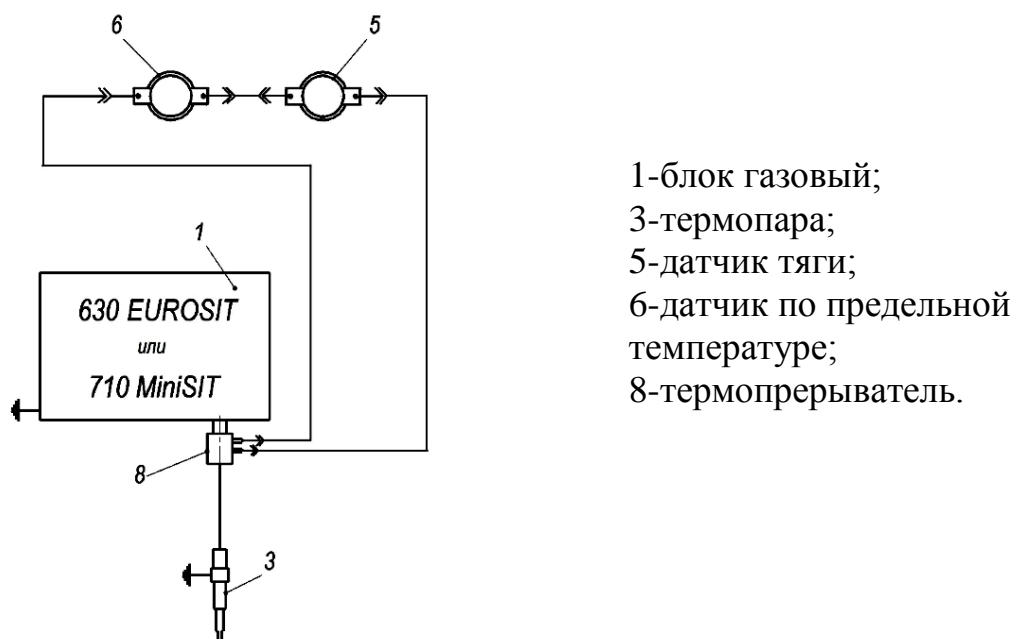 6
5
1
630 EUROSIT
или
710 MiniSIT
8
3
1-блок газовый;
3-термопара;
5-датчик тяги;
6-датчик по предельной
температуре;
8-термопрерыватель.